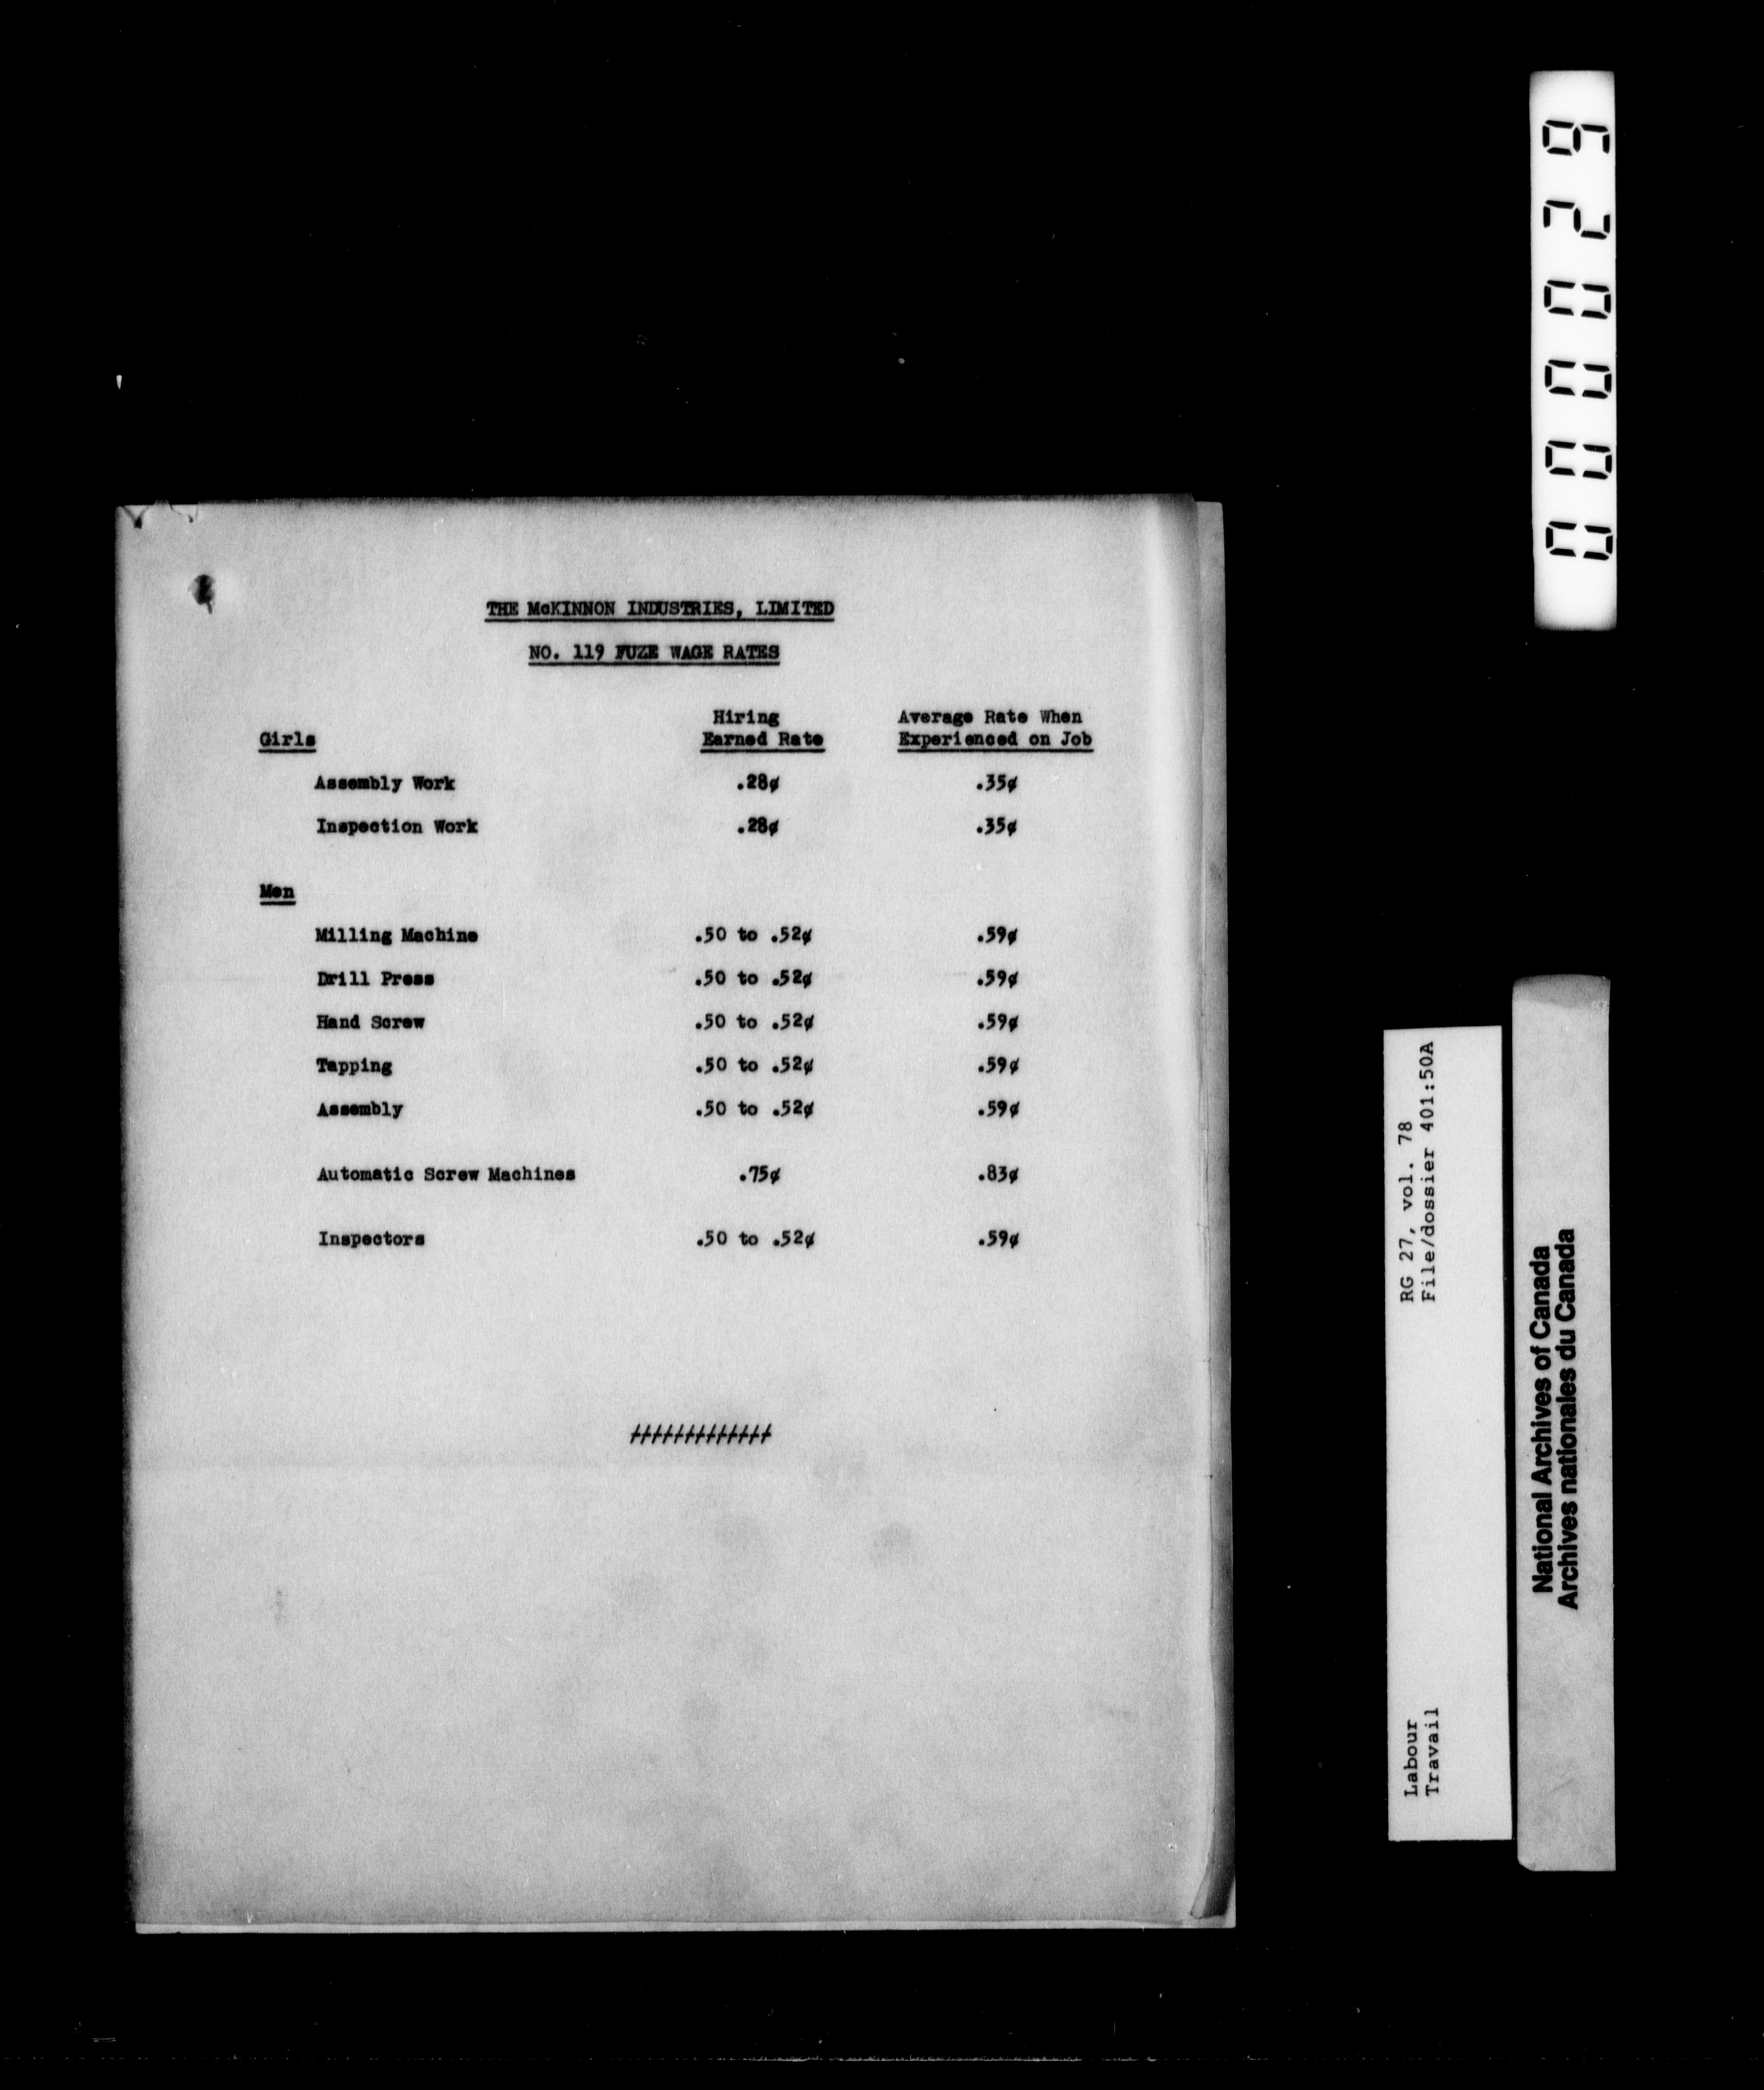 THE McKINNON INDUSTRIES, LIMITED
NO. 119 FUZE WAGE RATES
Girls
Hiring Earned Rate
Average Rate When Experienced on Job
Assembly Work .28¢ .35¢
Inspection Work .28¢ .35¢
Men
Milling Machine .50 to .52¢ .59¢
Drill Press .50 to .52¢ .59¢
Hand Screw .50 to .52¢ .59¢
Tapping .50 to .52¢ .59¢
Assembly .50 to .52¢ .59¢
Automatic Screw Machines .75¢ .83¢
Inspectors .50 to .52¢ .59¢
/////////////
000029
Labour RG 27, vol. 78
Travail File/dossier 401:50A
National Archives of Canada
Archives nationales du Canada